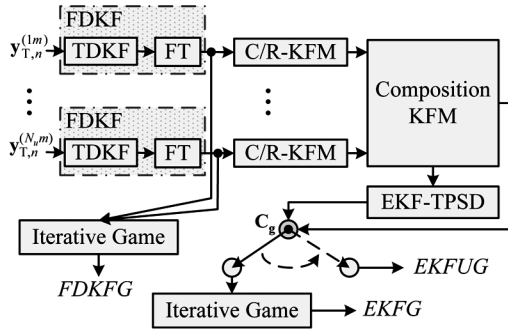 FDKF
y_{T,n}^{(1m)} TDKF FT C/R-KFM
Composition
KFM
⋮ ⋮
FDKF
y_{T,n}^{(N_u m)} TDKF FT C/R-KFM
EKF-TPSD
Iterative Game
C_g
FDKFG
EKFUG
Iterative Game
EKFG